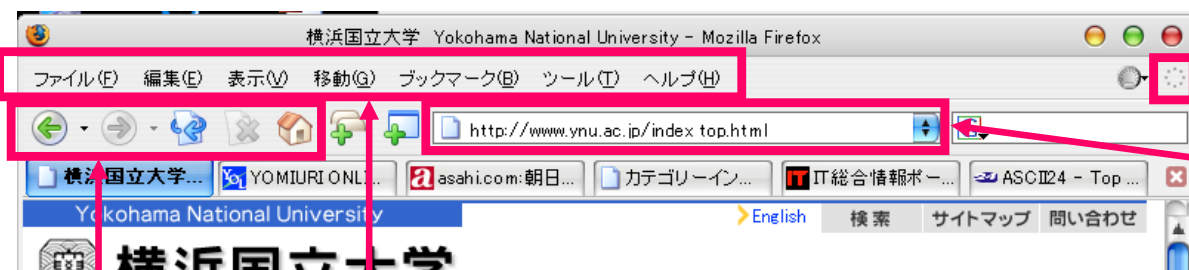 横浜国立大学 Yokohama National University - Mozilla Firefox
ファイル(F) 編集(E) 表示(V) 移動(G) ブックマーク(B) ツール(T) ヘルプ(H)
http://www.ynu.ac.jp/index top.html
横浜国立大学... YOL YOMIURI ONLI... a asahi.com:朝日... カテゴリーイン... IT IT総合情報ポー... ASCII24 - Top ...
Yokohama National University English 検索 サイトマップ 問い合わせ
横浜国立大学